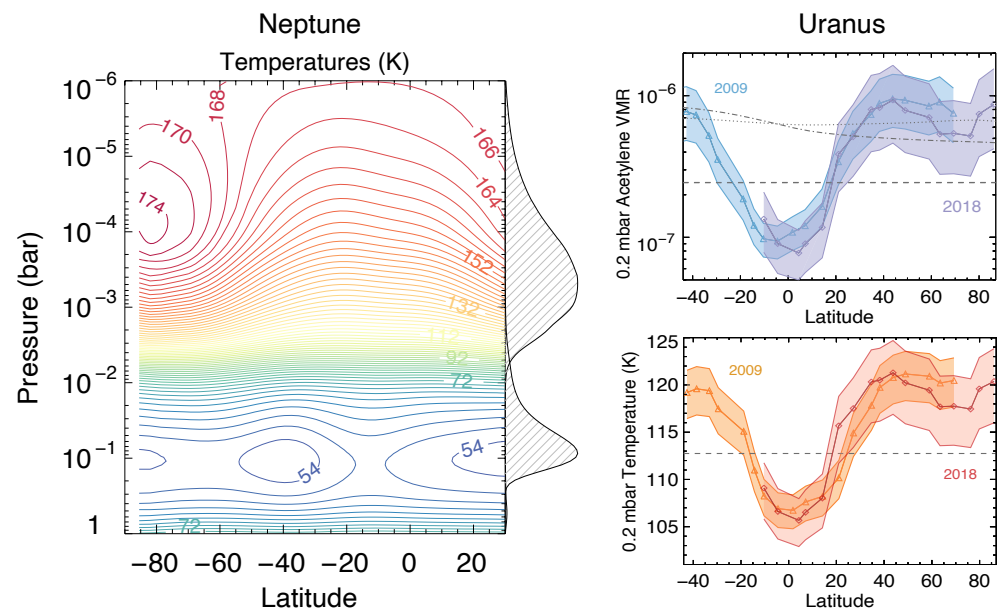 Neptune
Temperatures (K)
10-6
10-5
10-4
10-3
10-2
10-1
1
Pressure (bar)
168
170
174
166
164
152
132
112
92
72
54
54
72
−80 −60 −40 −20 0 20
Latitude
Uranus
10-6
10-7
0.2 mbar Acetylene VMR
2009
2018
−40 −20 0 20 40 60 80
Latitude
125
120
115
110
105
0.2 mbar Temperature (K)
2009
2018
−40 −20 0 20 40 60 80
Latitude